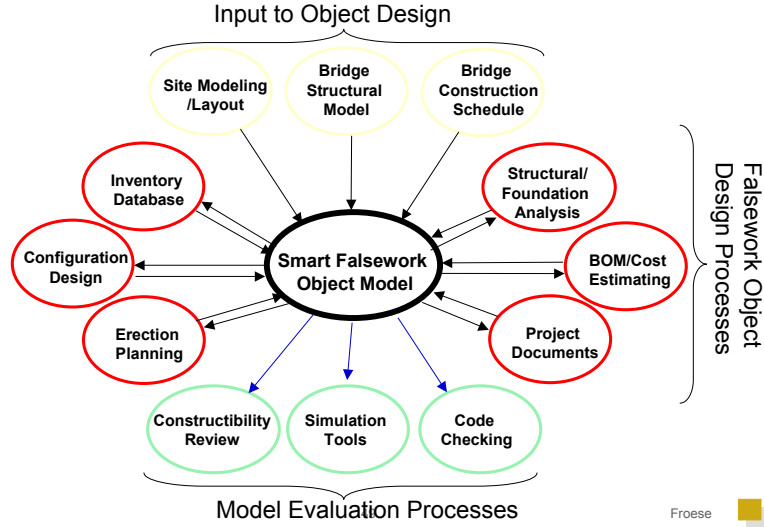 Input to Object Design
Site Modeling
/Layout
Bridge
Structural
Model
Bridge
Construction
Schedule
Inventory
Database
Structural/
Foundation
Analysis
Configuration
Design
Smart Falsework
Object Model
BOM/Cost
Estimating
Erection
Planning
Project
Documents
Falsework Object
Design Processes
Constructibility
Review
Simulation
Tools
Code
Checking
Model Evaluation Processes
Froese